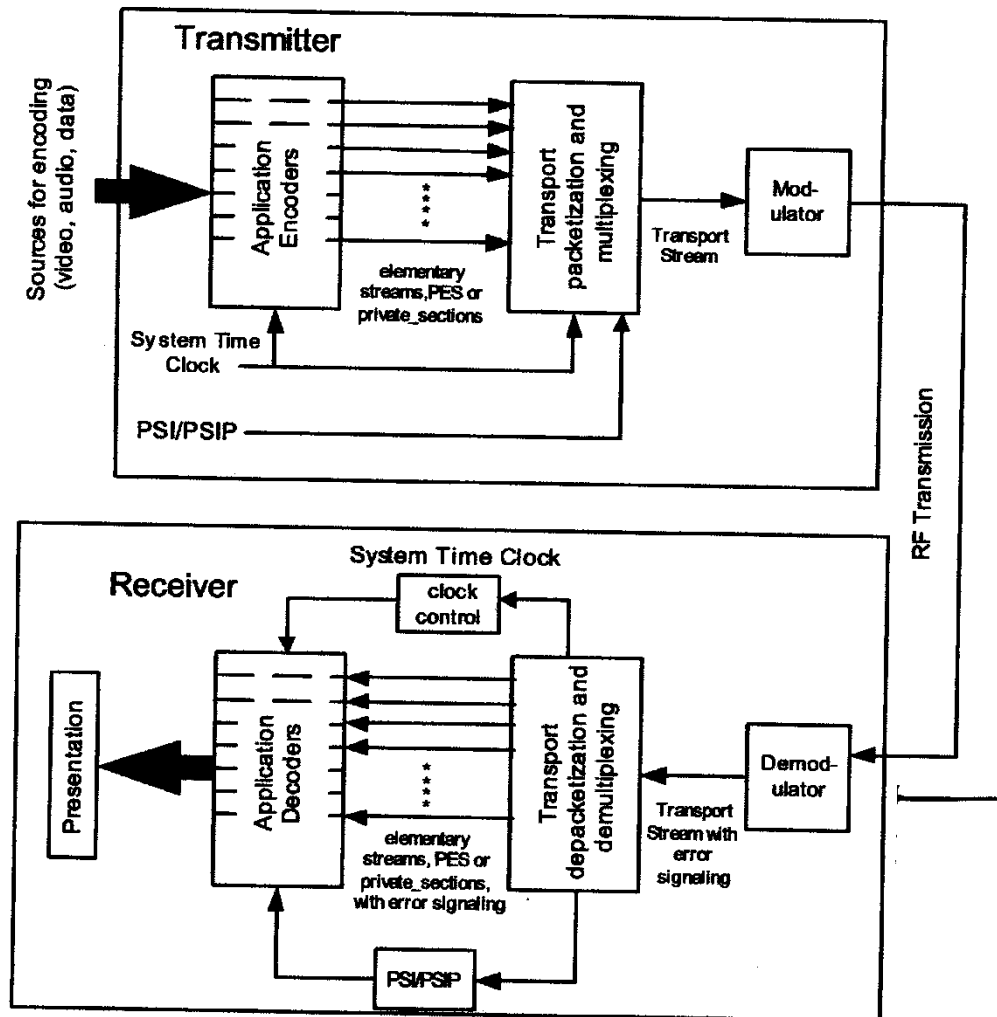 Transmitter
Sources for encoding
(video, audio, data)
Application
Encoders
****
elementary
streams,PES or
private_sections
Transport
packetization and
multiplexing
Transport
Stream
Mod-
ulator
System Time
Clock
PSI/PSIP
RF Transmission
Receiver
System Time Clock
clock
control
Presentation
Application
Decoders
****
elementary
streams, PES or
private_sections,
with error signaling
Transport
depacketization and
demultiplexing
Transport
Stream with
error
signaling
Demod-
ulator
PSI/PSIP